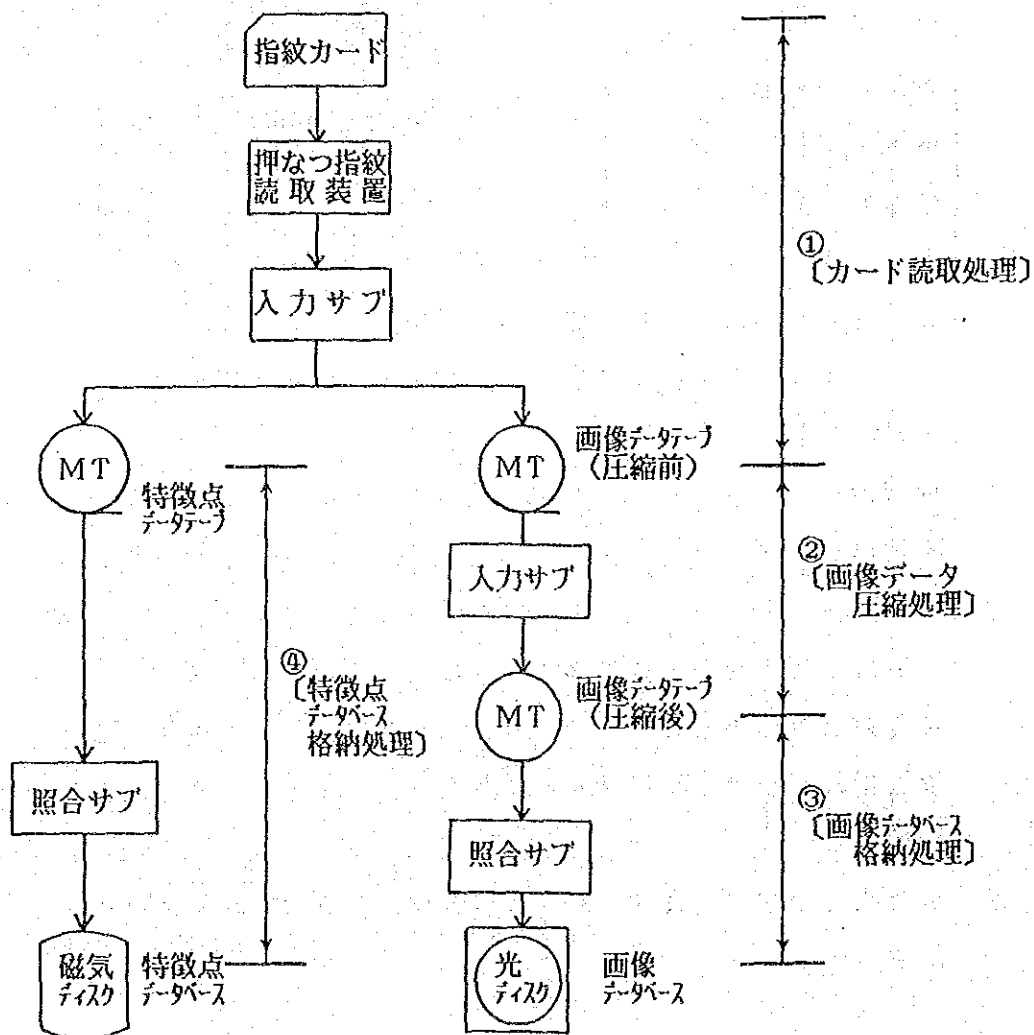 指紋カード
押なつ指紋
読取装置
入力サブ
①
〔カード読取処理〕
MT
特徴点
データテープ
MT
画像データテープ
(圧縮前)
入力サブ
②
〔画像データ
圧縮処理〕
④
〔特徴点
データベース
格納処理〕
MT
画像データテープ
(圧縮後)
照合サブ
照合サブ
③
〔画像データベース
格納処理〕
磁気
ディスク
特徴点
データベース
光
ディスク
画像
データベース